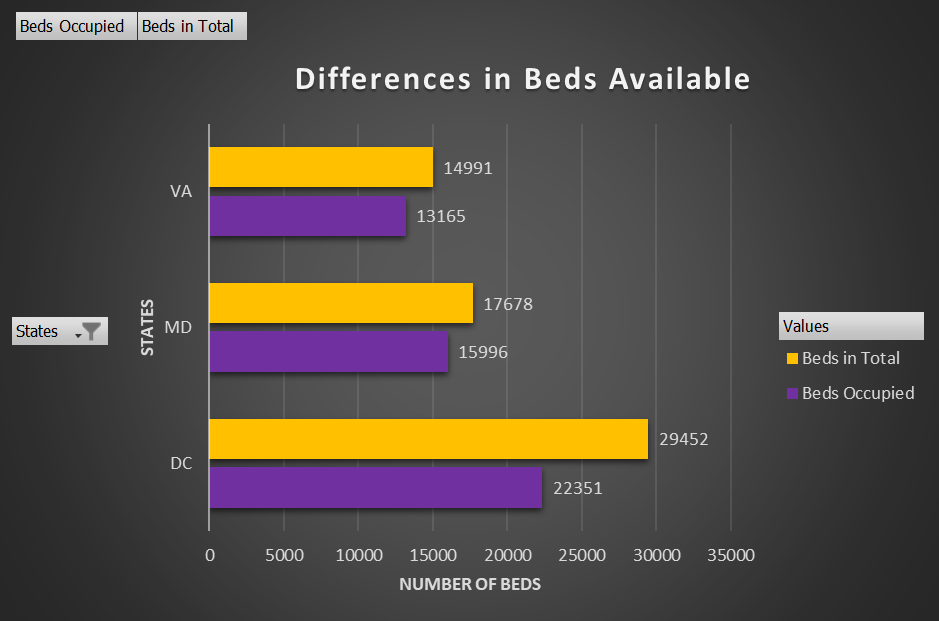 Beds Occupied Beds in Total
Differences in Beds Available
VA
14991
13165
MD
17678
15996
DC
29452
22351
STATES
States
Values
Beds in Total
Beds Occupied
0 5000 10000 15000 20000 25000 30000 35000
NUMBER OF BEDS